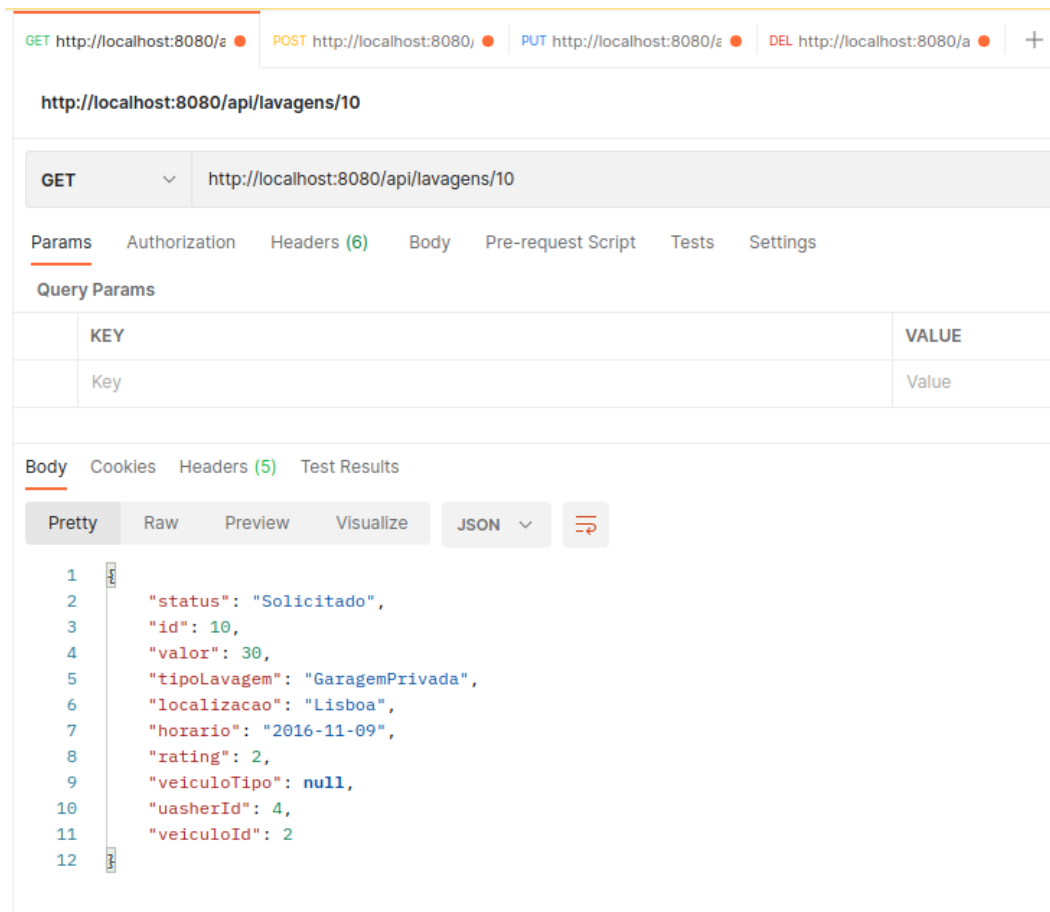 GET http://localhost:8080/a POST http://localhost:8080/ PUT http://localhost:8080/a DEL http://localhost:8080/a +
http://localhost:8080/api/lavagens/10
GET http://localhost:8080/api/lavagens/10
Params Authorization Headers (6) Body Pre-request Script Tests Settings
Query Params
KEY VALUE
Key Value
Body Cookies Headers (5) Test Results
Pretty Raw Preview Visualize JSON
1 {
2 "status": "Solicitado",
3 "id": 10,
4 "valor": 30,
5 "tipoLavagem": "GaragemPrivada",
6 "localizacao": "Lisboa",
7 "horario": "2016-11-09",
8 "rating": 2,
9 "veiculoTipo": null,
10 "uasherId": 4,
11 "veiculoId": 2
12 }